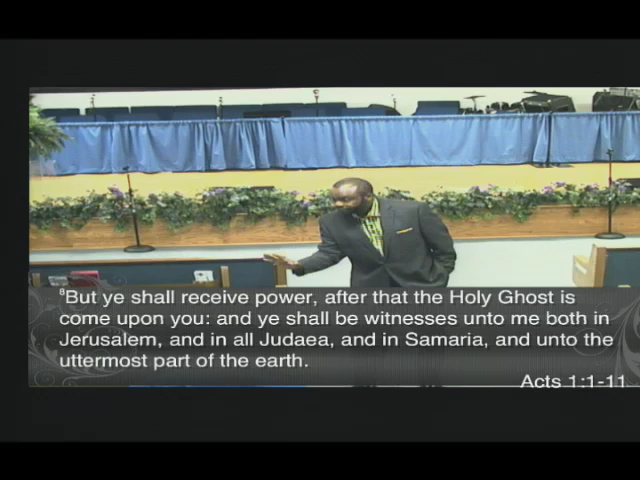 ⁸But ye shall receive power, after that the Holy Ghost is
come upon you: and ye shall be witnesses unto me both in
Jerusalem, and in all Judaea, and in Samaria, and unto the
uttermost part of the earth.
Acts 1:1-11